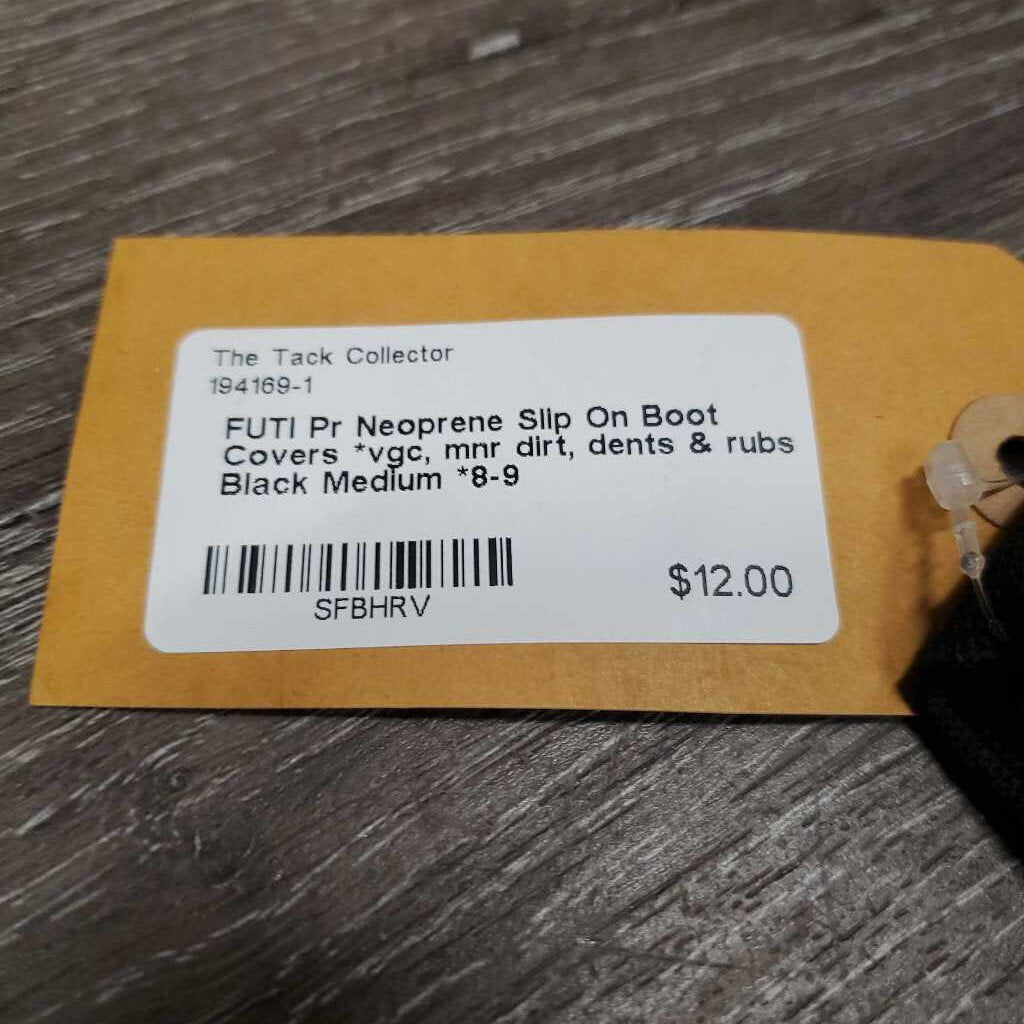 The Tack Collector
194169-1
FUTI Pr Neoprene Slip On Boot
Covers *vgc, mnr dirt, dents & rubs
Black Medium *8-9
SFBHRV
$12.00